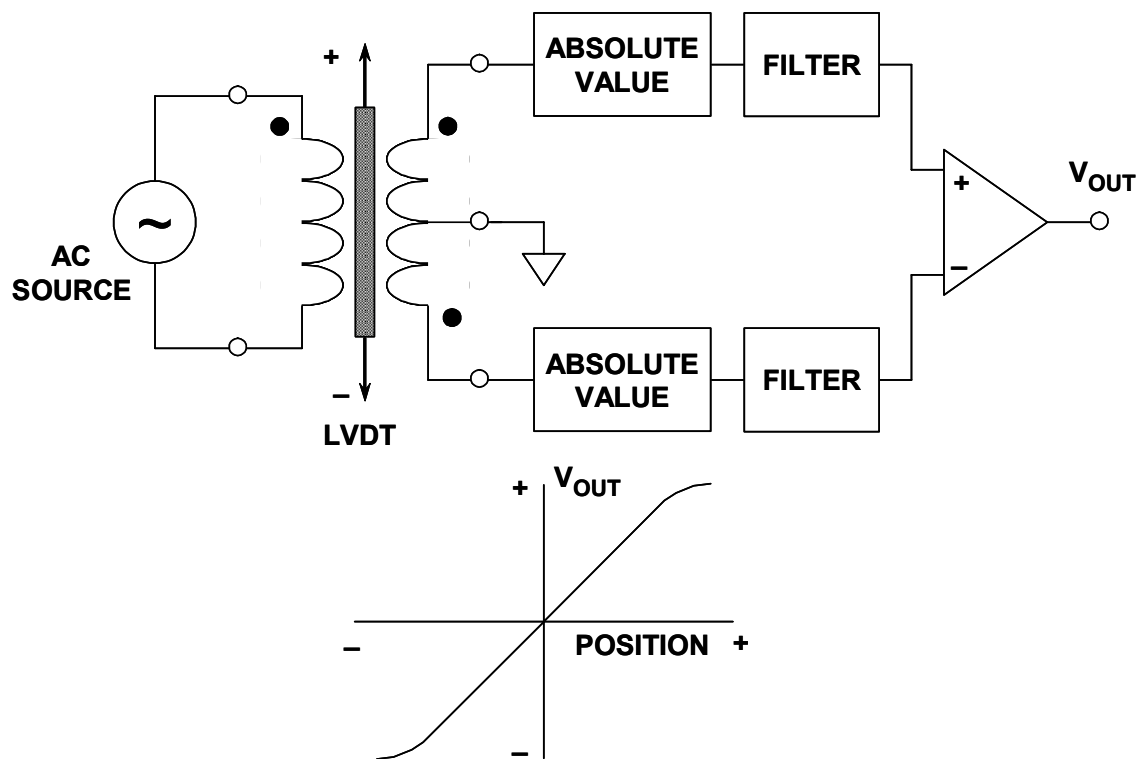 ABSOLUTE
VALUE
FILTER
+
+
V
OUT
~
AC
SOURCE
–
–
LVDT
ABSOLUTE
VALUE
FILTER
+
V
OUT
–
POSITION
+
–